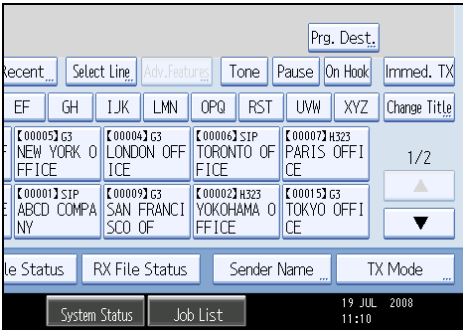 Prg. Dest.
Recent Select Line Adv.Features Tone Pause On Hook Immed. TX
EF GH IJK LMN OPQ RST UVW XYZ Change Title
【00005】G3 【00004】G3 【00006】SIP 【00007】H323
NEW YORK O LONDON OFF TORONTO OF PARIS OFFI
FFICE ICE FICE CE
1/2
【00001】SIP 【00009】G3 【00002】H323 【00015】G3
ABCD COMPA SAN FRANCI YOKOHAMA O TOKYO OFFI
NY SCO OF FFICE CE
le Status RX File Status Sender Name TX Mode
System Status Job List 19 JUL 2008
11:10